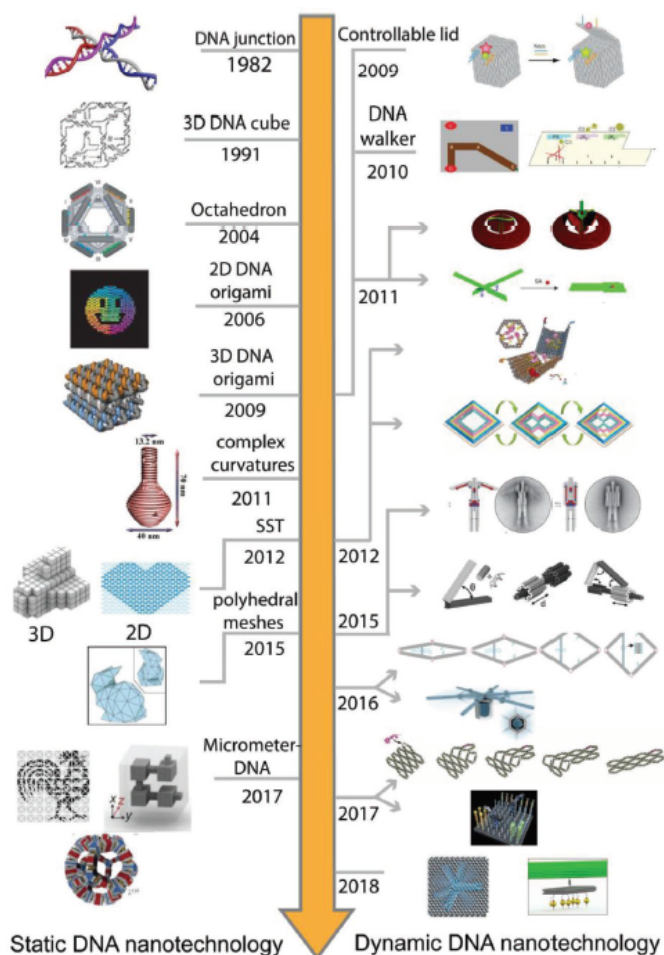 DNA junction
1982
3D DNA cube
1991
Octahedron
2004
2D DNA
origami
2006
3D DNA
origami
2009
13.2 nm
70 nm
40 nm
complex
curvatures
2011
SST
2012
3D
2D
polyhedral
meshes
2015
Micrometer-
DNA
2017
x
z
y
Static DNA nanotechnology
Controllable lid
2009
DNA
walker
2010
2011
2012
θ
d
2015
2016
2017
2018
Dynamic DNA nanotechnology